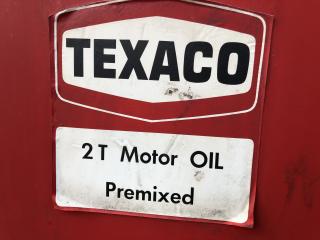 TEXACO
2T Motor OIL
Premixed